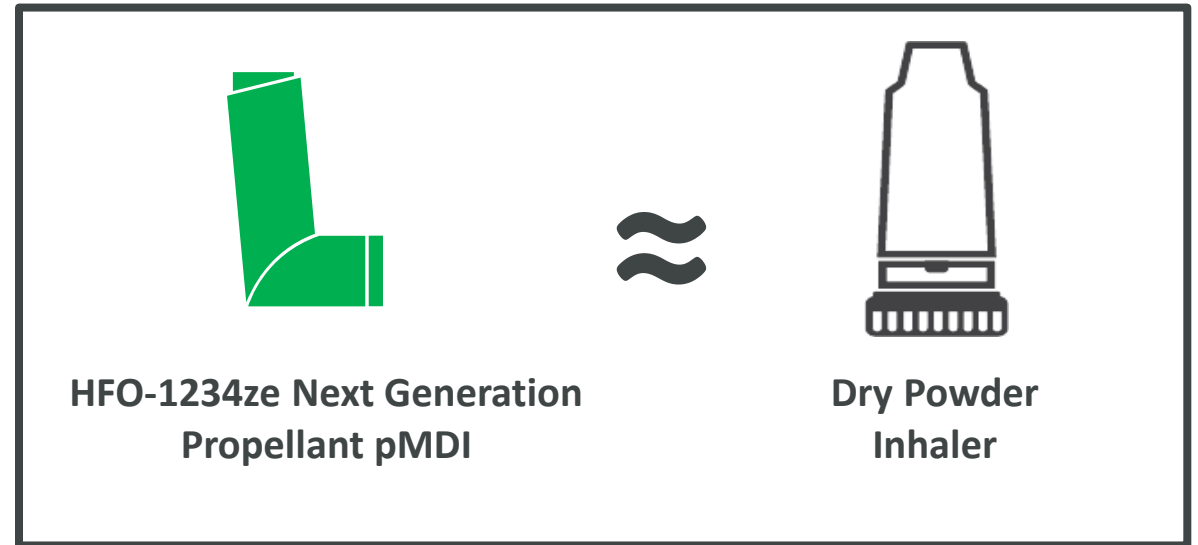 ≈
HFO-1234ze Next Generation
Propellant pMDI
Dry Powder
Inhaler